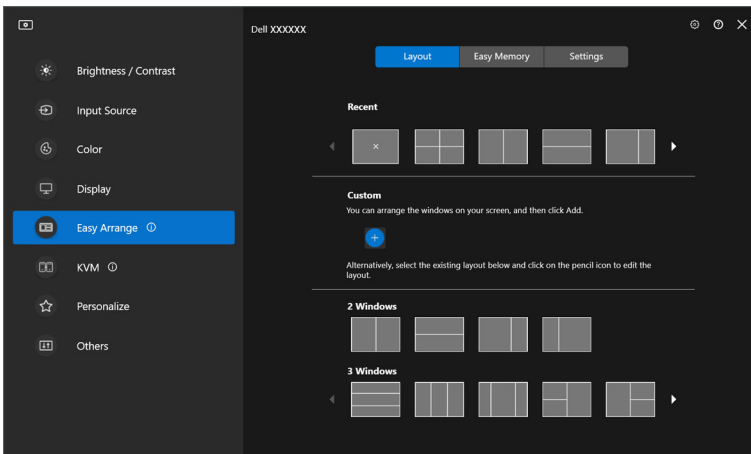 Dell XXXXXX
Brightness / Contrast
Input Source
Color
Display
Easy Arrange
KVM
Personalize
Others
Layout
Easy Memory
Settings
Recent
Custom
You can arrange the windows on your screen, and then click Add.
Alternatively, select the existing layout below and click on the pencil icon to edit the
layout.
2 Windows
3 Windows